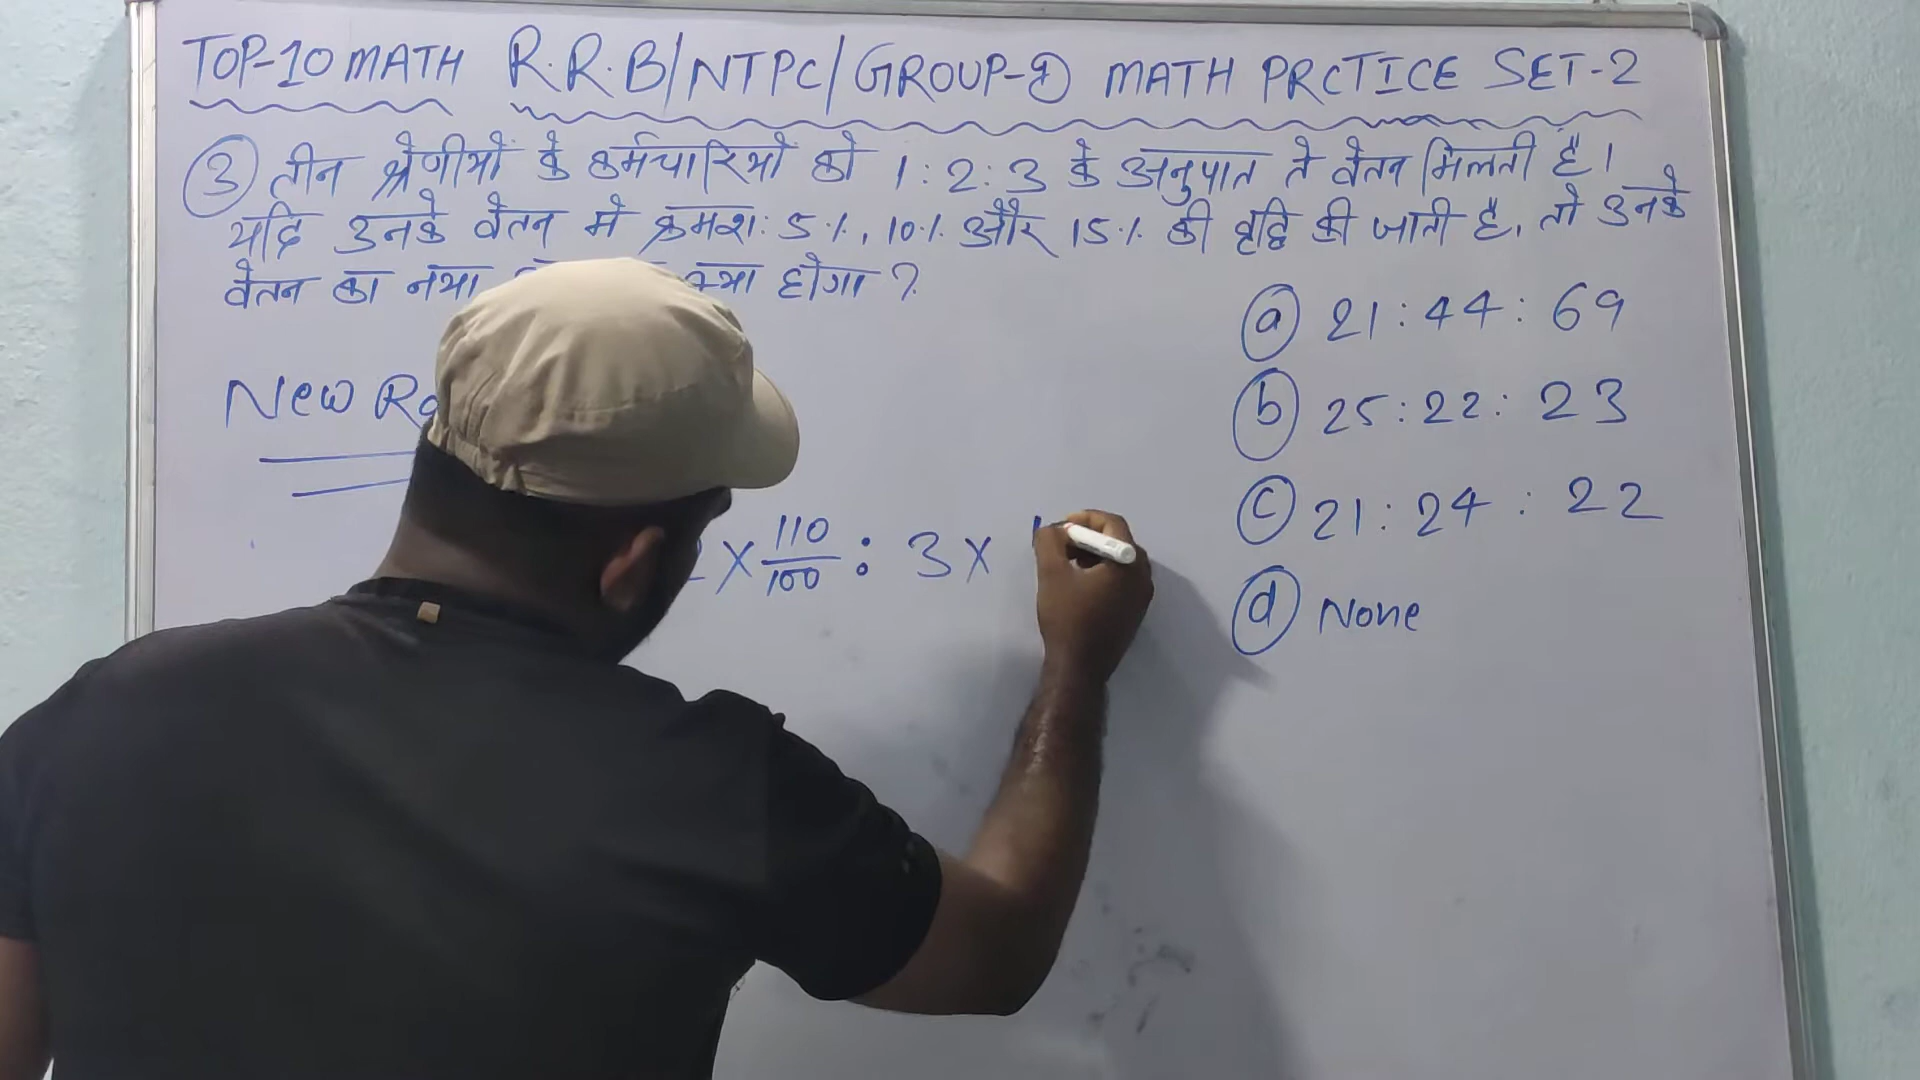 TOP-10 MATH R.R.B/NTPC/GROUP-D MATH PRCTICE SET-2
③ तीन श्रेणीयों के कर्मचारियों को 1:2:3 के अनुपात ते वेतन मिलती है।
यदि उनके वेतन मे क्रमश: 5%, 10% और 15% की वृद्धि की जाती है, तो उनके
वेतन का नया क्या होगा ?
ⓐ 21:44:69
ⓑ 25:22:23
ⓒ 21:24:22
ⓓ None
New
× 110/100 : 3 ×